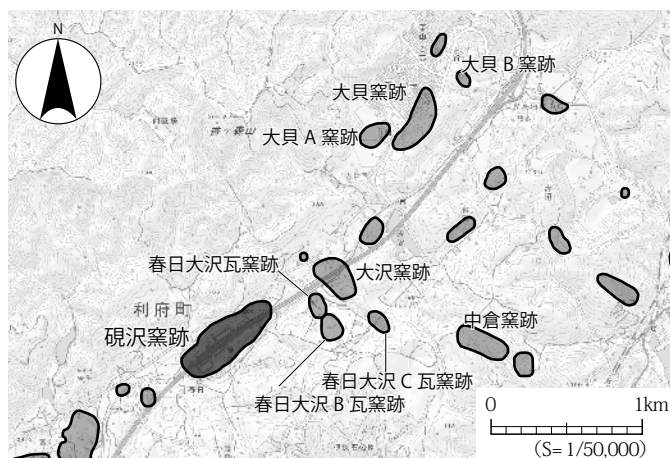 N
大貝 B 窯跡
大貝窯跡
大貝 A 窯跡
春日大沢瓦窯跡
大沢窯跡
利府町
硯沢窯跡
中倉窯跡
春日大沢 C 瓦窯跡
春日大沢 B 瓦窯跡
0 1km
(S=1/50,000)